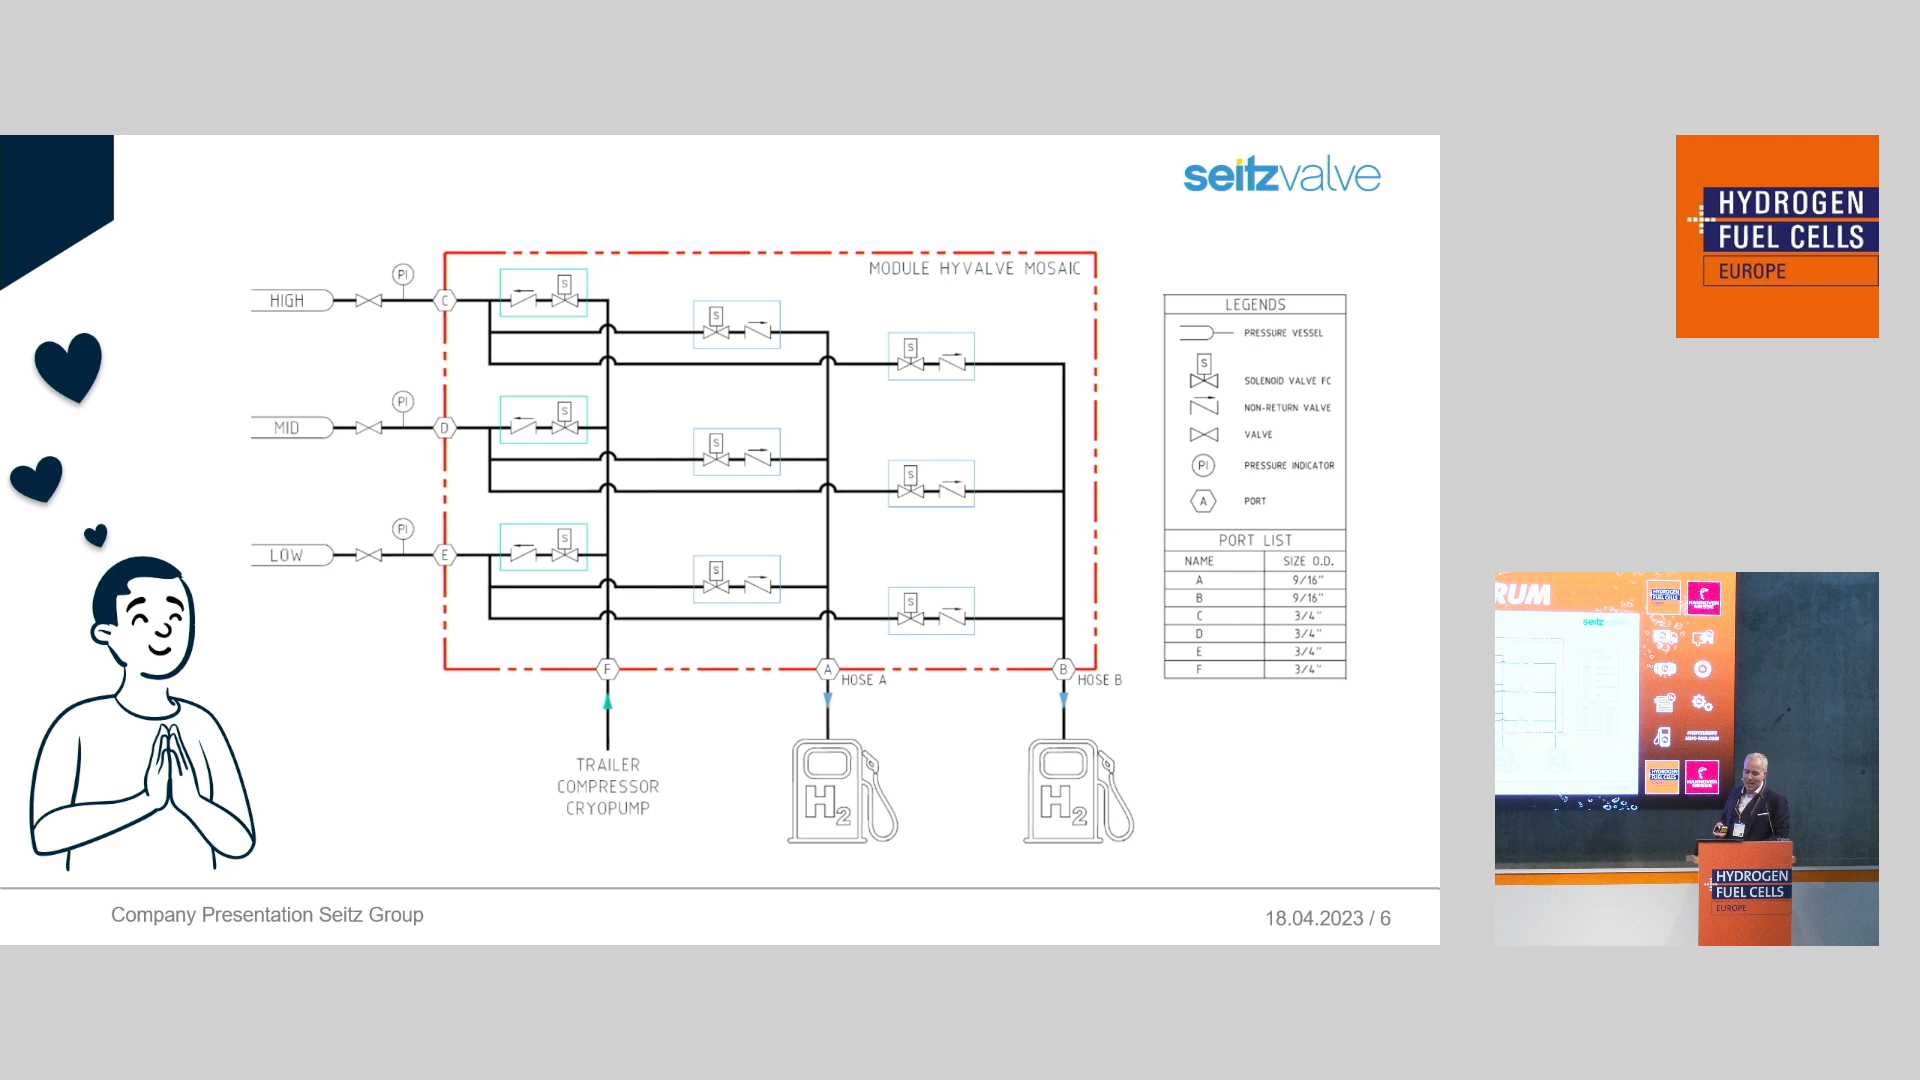 seitzvalve
MODULE HYVALVE MOSAIC
HIGH
PI
C
S
S
S
MID
PI
D
S
S
S
LOW
PI
E
S
S
S
F
A
HOSE A
B
HOSE B
TRAILER
COMPRESSOR
CRYOPUMP
H2
H2
LEGENDS
PRESSURE VESSEL
S
SOLENOID VALVE FC
NON-RETURN VALVE
VALVE
PI
PRESSURE INDICATOR
A
PORT
PORT LIST
NAME SIZE O.D.
A 9/16"
B 9/16"
C 3/4"
D 3/4"
E 3/4"
F 3/4"
Company Presentation Seitz Group
18.04.2023 / 6
HYDROGEN
FUEL CELLS
EUROPE
RUM
seitz
HYDROGEN
FUEL CELLS
EUROPE